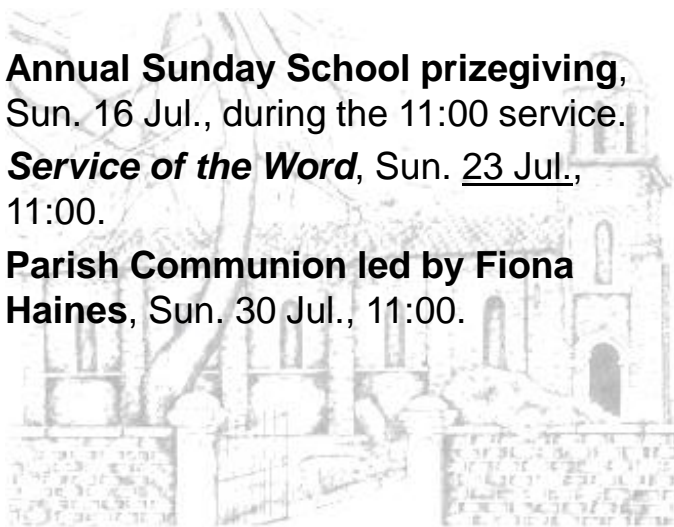 Annual Sunday School prizegiving,
Sun. 16 Jul., during the 11:00 service.
Service of the Word, Sun. 23 Jul.,
11:00.
Parish Communion led by Fiona
Haines, Sun. 30 Jul., 11:00.